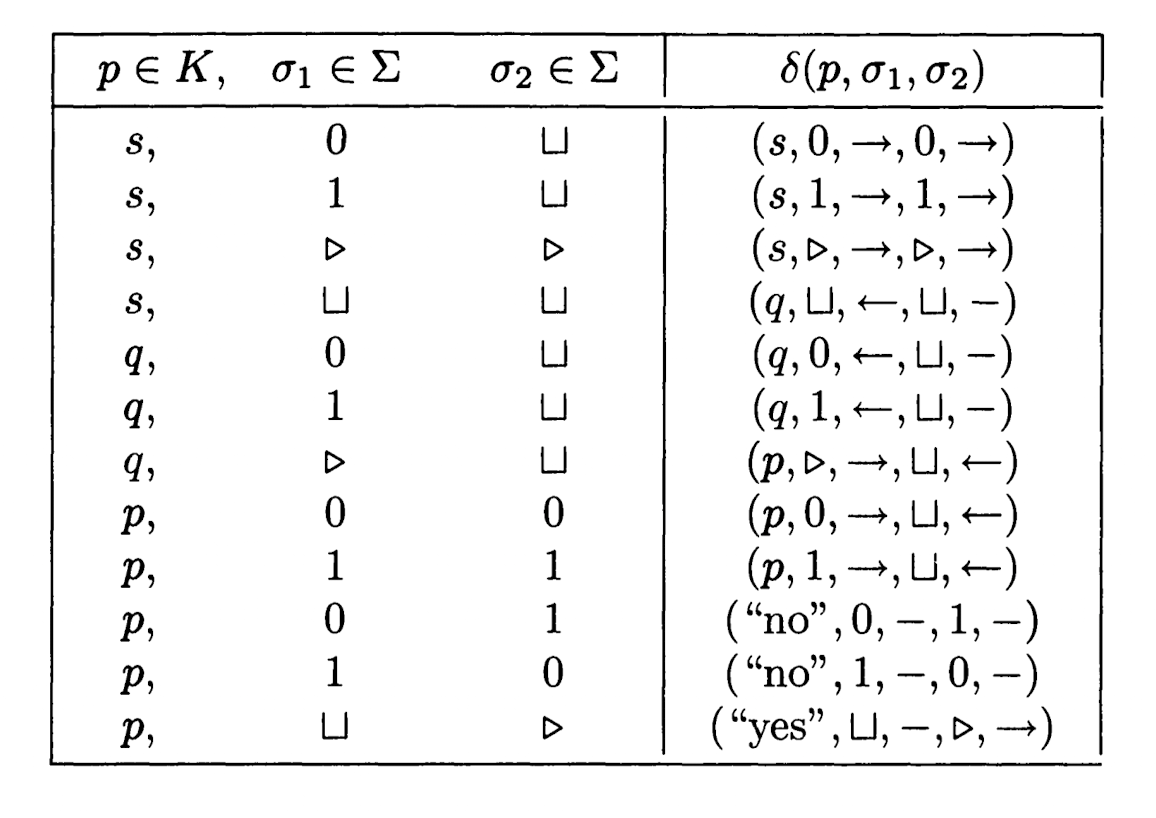 p ∈ K, σ₁ ∈ Σ σ₂ ∈ Σ δ(p, σ₁, σ₂)
s, 0 ⊔ (s, 0, →, 0, →)
s, 1 ⊔ (s, 1, →, 1, →)
s, ▷ ▷ (s, ▷, →, ▷, →)
s, ⊔ ⊔ (q, ⊔, ←, ⊔, −)
q, 0 ⊔ (q, 0, ←, ⊔, −)
q, 1 ⊔ (q, 1, ←, ⊔, −)
q, ▷ ⊔ (p, ▷, →, ⊔, ←)
p, 0 0 (p, 0, →, ⊔, ←)
p, 1 1 (p, 1, →, ⊔, ←)
p, 0 1 (“no”, 0, −, 1, −)
p, 1 0 (“no”, 1, −, 0, −)
p, ⊔ ▷ (“yes”, ⊔, −, ▷, →)